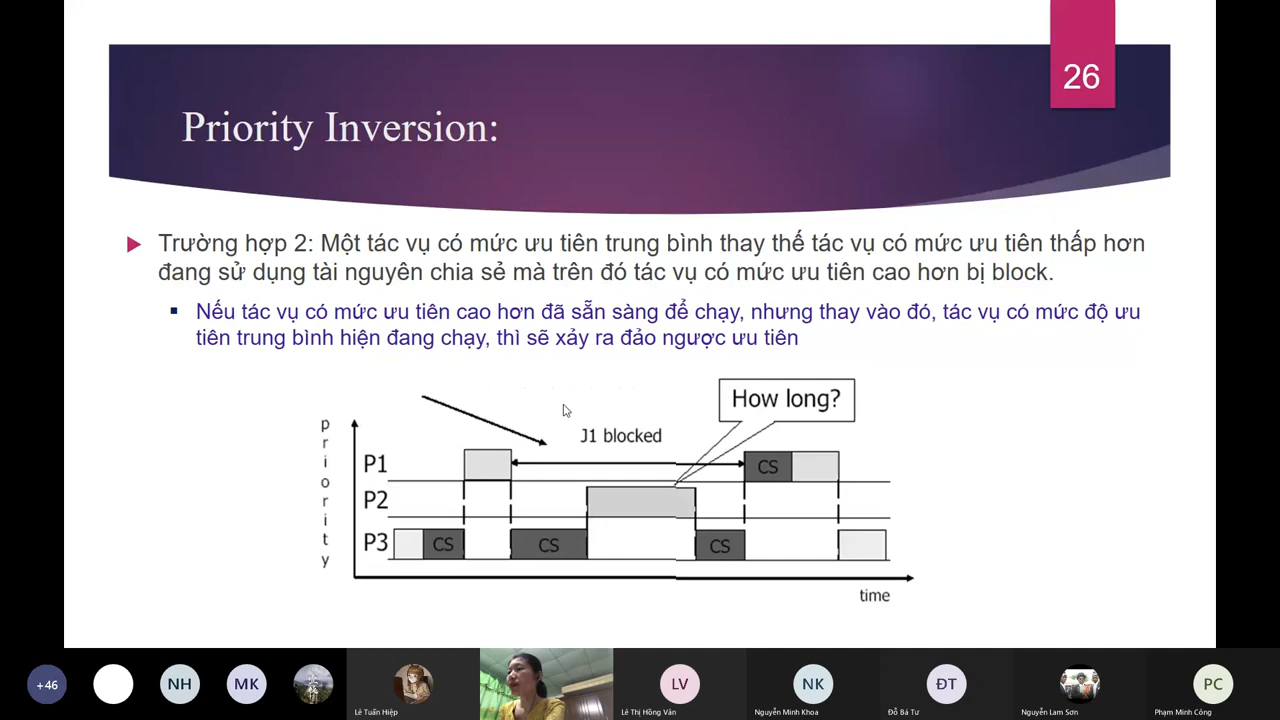 26
Priority Inversion:
Trường hợp 2: Một tác vụ có mức ưu tiên trung bình thay thế tác vụ có mức ưu tiên thấp hơn
đang sử dụng tài nguyên chia sẻ mà trên đó tác vụ có mức ưu tiên cao hơn bị block.
Nếu tác vụ có mức ưu tiên cao hơn đã sẵn sàng để chạy, nhưng thay vào đó, tác vụ có mức độ ưu
tiên trung bình hiện đang chạy, thì sẽ xảy ra đảo ngược ưu tiên
How long?
J1 blocked
priority
P1
CS
P2
P3
CS
CS
CS
time
+46
NH
MK
Lê Tuấn Hiệp
LV
Lê Thị Hồng Vân
NK
Nguyễn Minh Khoa
ĐT
Đỗ Bá Tư
Nguyễn Lam Sơn
PC
Phạm Minh Công